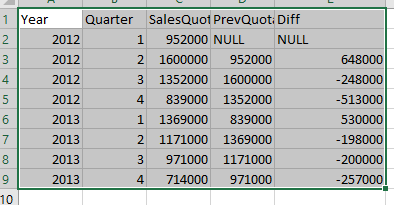 A B C D E
1 Year Quarter SalesQuot PrevQuota Diff
2 2012 1 952000 NULL NULL
3 2012 2 1600000 952000 648000
4 2012 3 1352000 1600000 -248000
5 2012 4 839000 1352000 -513000
6 2013 1 1369000 839000 530000
7 2013 2 1171000 1369000 -198000
8 2013 3 971000 1171000 -200000
9 2013 4 714000 971000 -257000
10